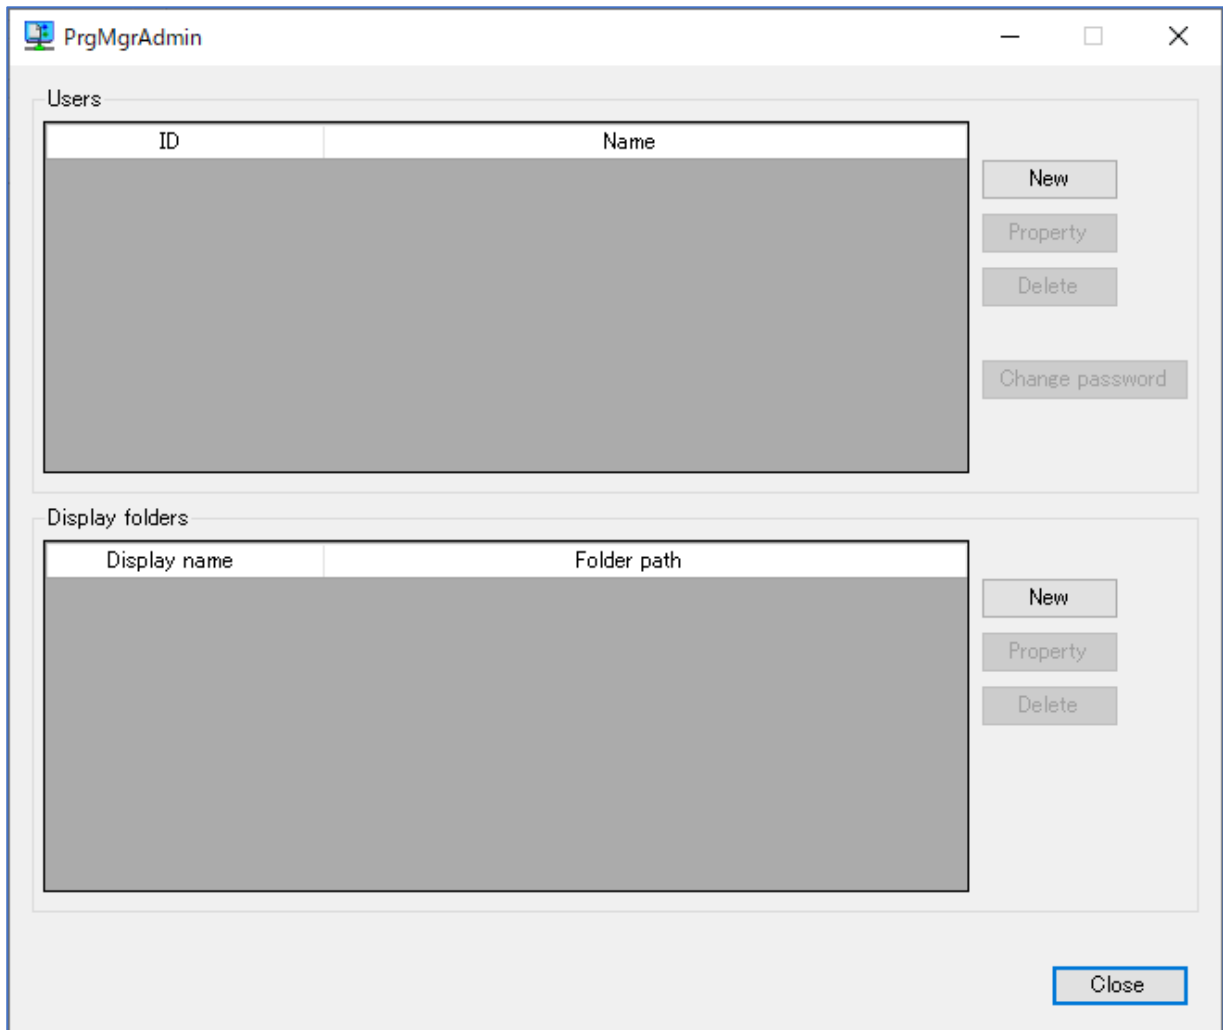 PrgMgrAdmin
Users
ID Name
New
Property
Delete
Change password
Display folders
Display name Folder path
New
Property
Delete
Close